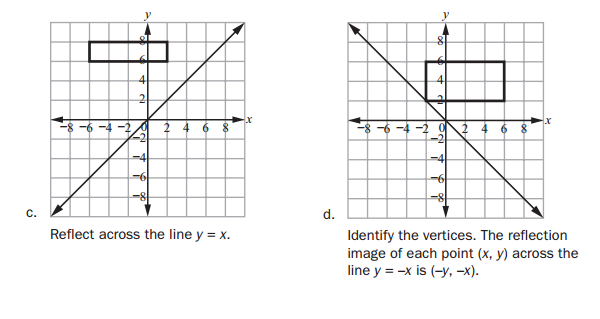 y
8
6
4
2
-8 -6 -4 -2 0 2 4 6 8 x
-2
-4
-6
-8
c.
Reflect across the line y = x.
y
8
6
4
2
-8 -6 -4 -2 0 2 4 6 8 x
-2
-4
-6
-8
d.
Identify the vertices. The reflection
image of each point (x, y) across the
line y = –x is (–y, –x).